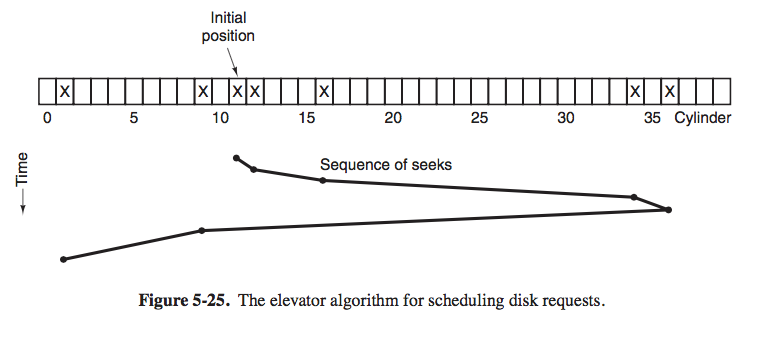 Initial
position
X X X X X X X
0 5 10 15 20 25 30 35 Cylinder
Time
Sequence of seeks
Figure 5-25. The elevator algorithm for scheduling disk requests.